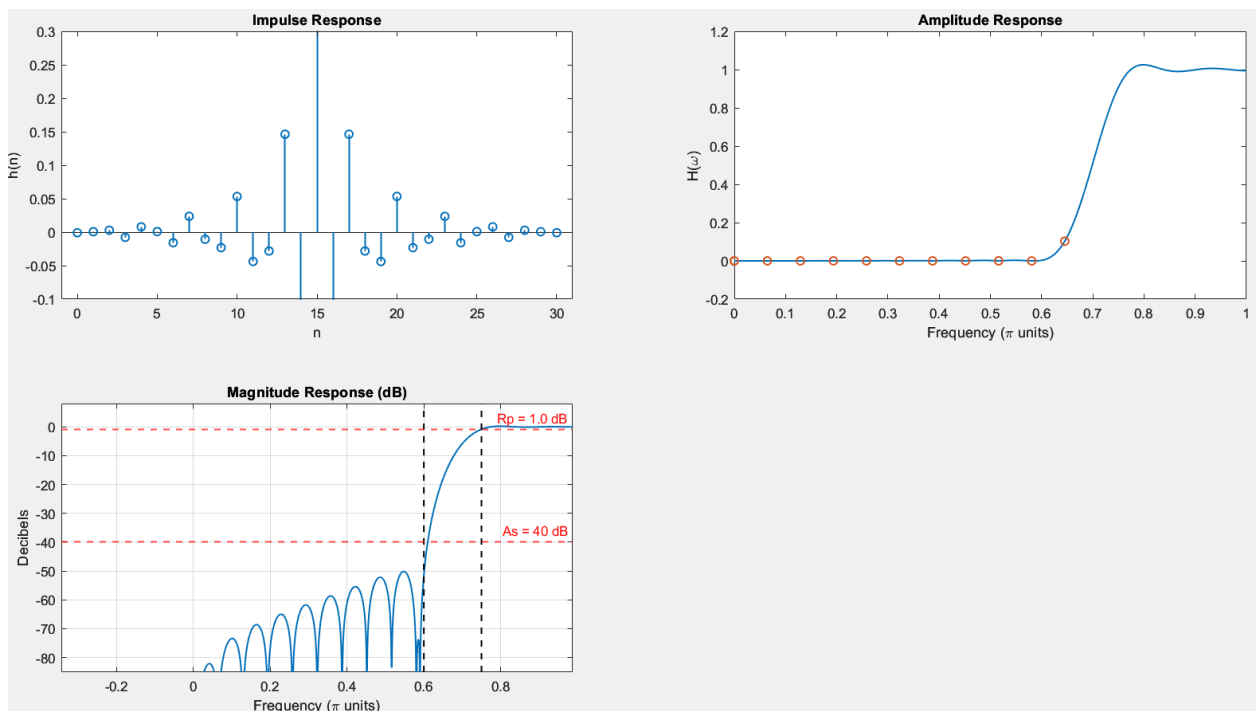 Impulse Response
0.3
0.25
0.2
0.15
0.1
0.05
0
-0.05
-0.1
h(n)
0 5 10 15 20 25 30
n
Amplitude Response
1.2
1
0.8
0.6
0.4
0.2
0
-0.2
H(ω)
0 0.1 0.2 0.3 0.4 0.5 0.6 0.7 0.8 0.9 1
Frequency (π units)
Magnitude Response (dB)
0
-10
-20
-30
-40
-50
-60
-70
-80
Decibels
Rp = 1.0 dB
As = 40 dB
-0.2 0 0.2 0.4 0.6 0.8
Frequency (π units)